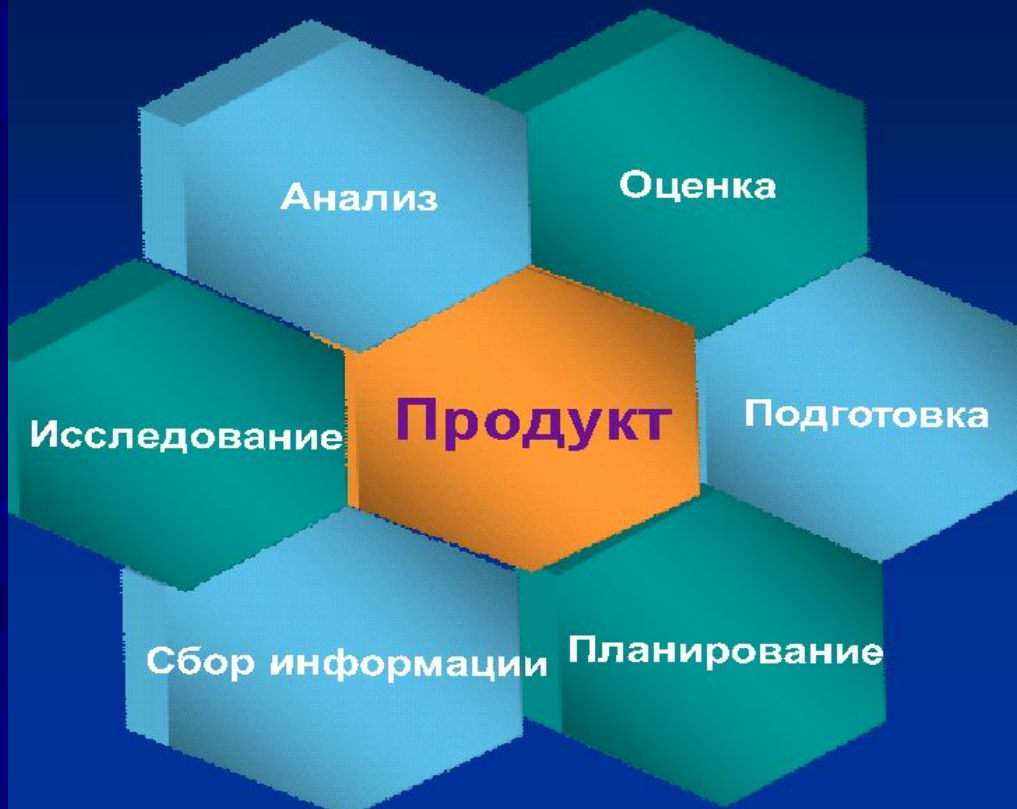 Анализ
Оценка
Исследование
Продукт
Подготовка
Сбор информации
Планирование